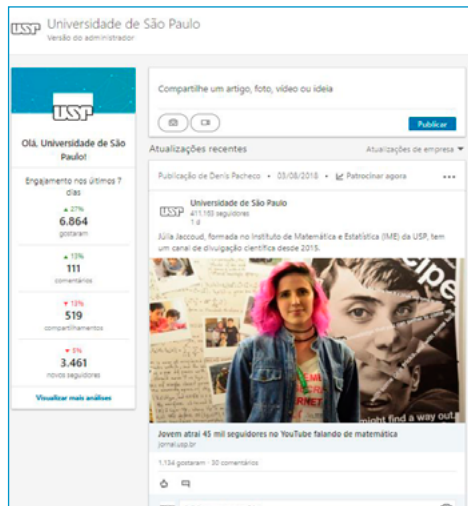 USP Universidade de São Paulo
Versão do administrador
USP
Olá, Universidade de São
Paulo!
Engajamento nos últimos 7
dias
27%
6.864
gostaram
13%
111
comentários
519
compartilhamentos
5%
3.461
novos seguidores
Visualizar mais análises
Compartilhe um artigo, foto, vídeo ou ideia
Publicar
Atualizações recentes
Atualizações de empresa
Publicação de Denis Pacheco • 03/08/2018 • Patrocinar agora
USP
Universidade de São Paulo
seguidores
1 d
Júlia Jaccoud, formada no Instituto de Matemática e Estatística (IME) da USP, tem
um canal de divulgação científica desde 2015.
cipe
might find a way out
Jovem atrai 45 mil seguidores no YouTube falando de matemática
jornal.usp.br
1.134 gostaram · 30 comentários